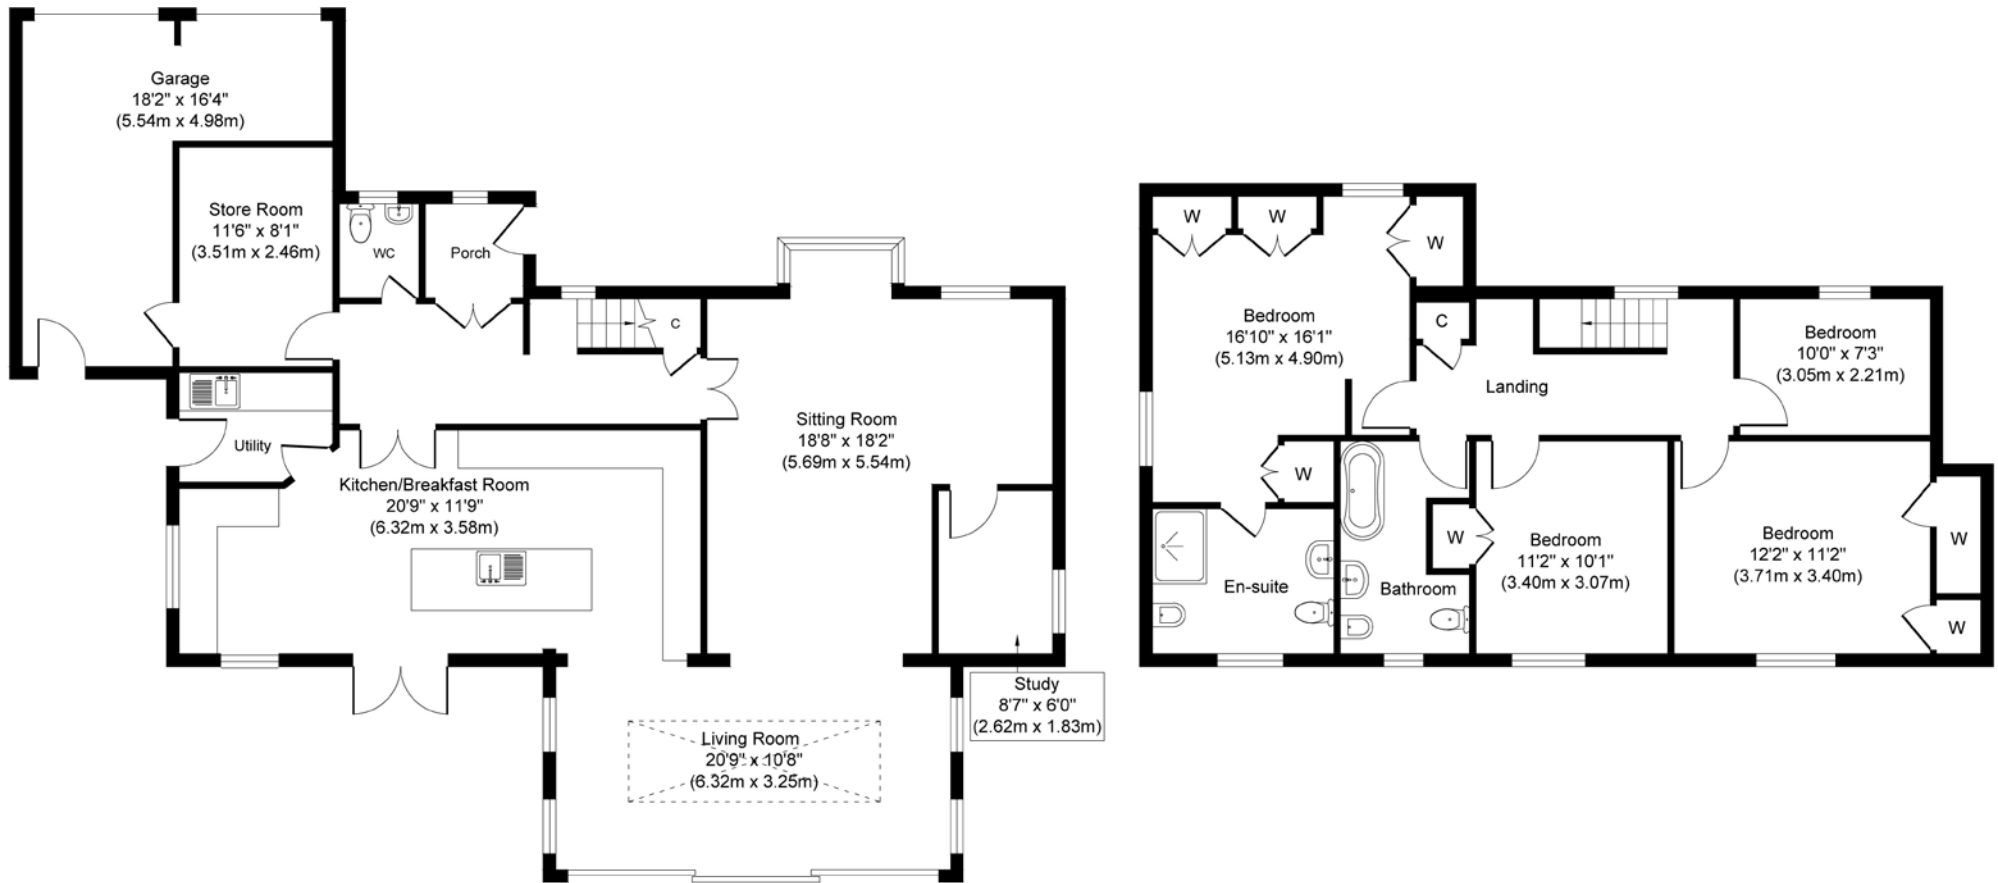 Garage
18'2" x 16'4"
(5.54m x 4.98m)
Store Room
11'6" x 8'1"
(3.51m x 2.46m)
WC
Porch
C
Utility
Kitchen/Breakfast Room
20'9" x 11'9"
(6.32m x 3.58m)
Sitting Room
18'8" x 18'2"
(5.69m x 5.54m)
Study
8'7" x 6'0"
(2.62m x 1.83m)
Living Room
20'9" x 10'8"
(6.32m x 3.25m)
W
W
W
Bedroom
16'10" x 16'1"
(5.13m x 4.90m)
C
Landing
Bedroom
10'0" x 7'3"
(3.05m x 2.21m)
W
En-suite
Bathroom
W
Bedroom
11'2" x 10'1"
(3.40m x 3.07m)
Bedroom
12'2" x 11'2"
(3.71m x 3.40m)
W
W